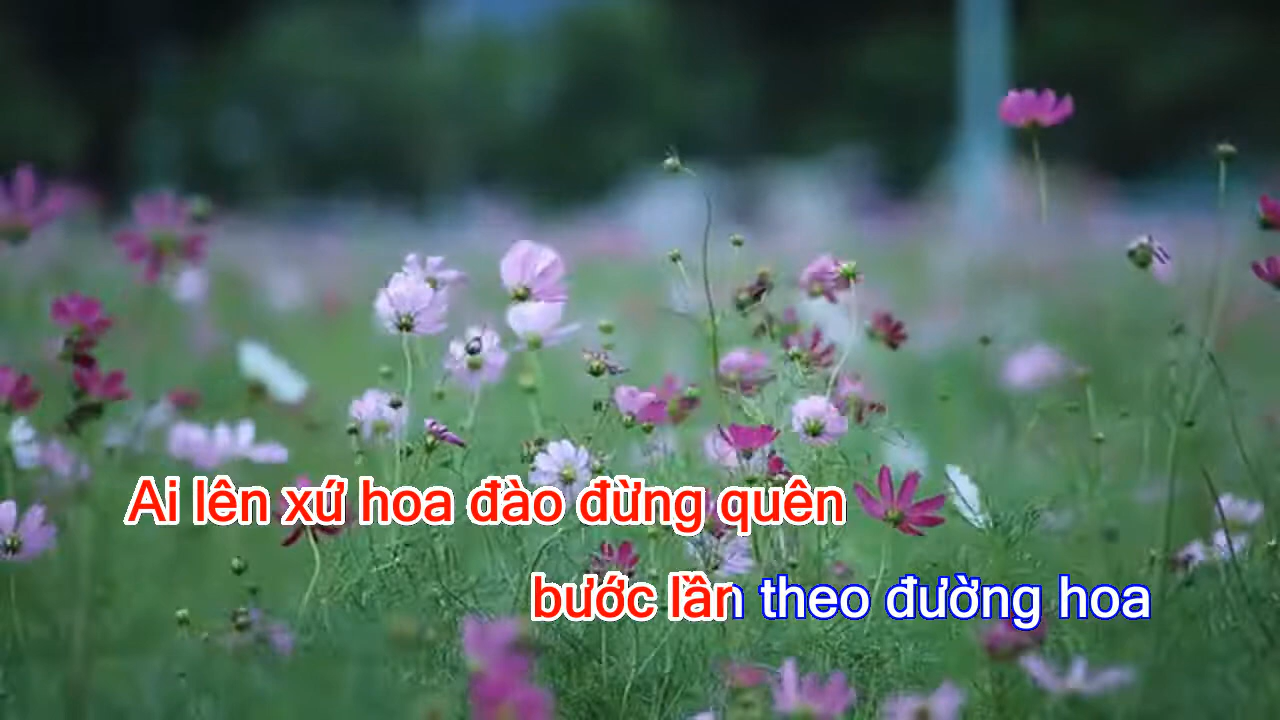 Ai lên xứ hoa đào đừng quên
bước lần theo đường hoa